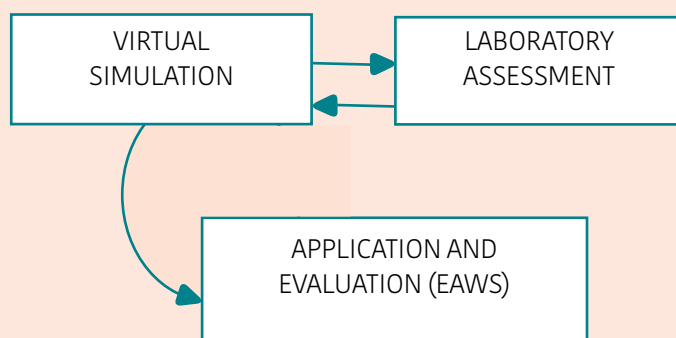 VIRTUAL
SIMULATION
LABORATORY
ASSESSMENT
APPLICATION AND
EVALUATION (EAWS)